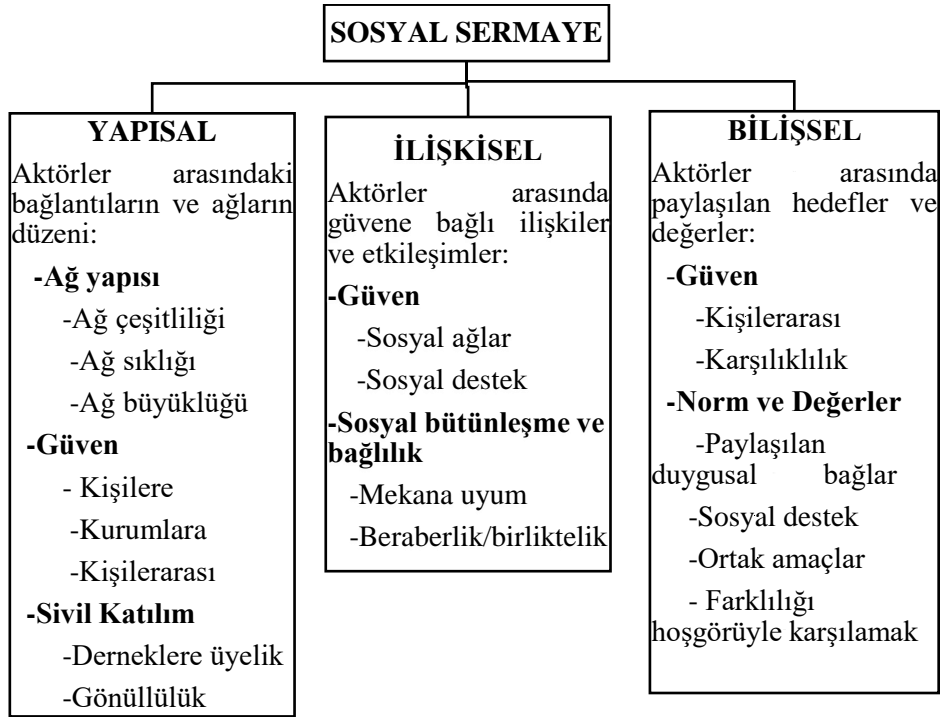 SOSYAL SERMAYE
YAPISAL
Aktörler arasındaki
bağlantıların ve ağların
düzeni:
-Ağ yapısı
-Ağ çeşitliliği
-Ağ sıklığı
-Ağ büyüklüğü
-Güven
- Kişilere
-Kurumlara
-Kişilerarası
-Sivil Katılım
-Derneklere üyelik
-Gönüllülük
İLİŞKİSEL
Aktörler arasında
güvene bağlı ilişkiler
ve etkileşimler:
-Güven
-Sosyal ağlar
-Sosyal destek
-Sosyal bütünleşme ve
bağlılık
-Mekana uyum
-Beraberlik/birliktelik
BİLİŞSEL
Aktörler arasında
paylaşılan hedefler ve
değerler:
-Güven
-Kişilerarası
-Karşılıklılık
-Norm ve Değerler
-Paylaşılan
duygusal bağlar
-Sosyal destek
-Ortak amaçlar
- Farklılığı
hoşgörüyle karşılamak